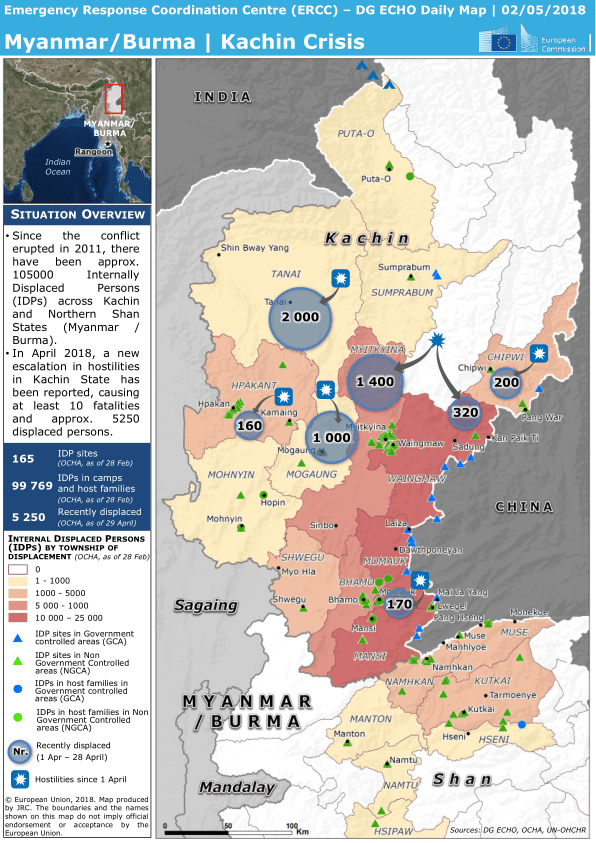 Emergency Response Coordination Centre (ERCC) – DG ECHO Daily Map | 02/05/2018
Myanmar/Burma | Kachin Crisis
European
Commission
MYANMAR/
BURMA
Rangoon
Indian
Ocean
SITUATION OVERVIEW
• Since the conflict
erupted in 2011, there
have been approx.
105000 Internally
Displaced Persons
(IDPs) across Kachin
and Northern Shan
States (Myanmar /
Burma).
• In April 2018, a new
escalation in hostilities
in Kachin State has
been reported, causing
at least 10 fatalities
and approx. 5250
displaced persons.
165 IDP sites
(OCHA, as of 28 Feb)
99 769 IDPs in camps
and host families
(OCHA, as of 28 Feb)
5 250 Recently displaced
(OCHA, as of 29 April)
INTERNAL DISPLACED PERSONS
(IDPS) BY TOWNSHIP OF
DISPLACEMENT (OCHA, as of 28 Feb)
0
1 - 1000
1000 - 5000
5 000 - 1000
10 000 – 25 000
IDP sites in Government
controlled areas (GCA)
IDP sites in Non
Government Controlled
areas (NGCA)
IDPs in host families in
Government controlled
areas (GCA)
IDPs in host families in Non
Government Controlled
areas (NGCA)
Nr. Recently displaced
(1 Apr – 28 April)
Hostilities since 1 April
© European Union, 2018. Map produced
by JRC. The boundaries and the names
shown on this map do not imply official
endorsement or acceptance by the
European Union.
INDIA
PUTA-O
Puta-O
Kachin
Shin Bway Yang
TANAI
Sumprabum
SUMPRABUM
Tanai
2 000
MYITKYINA
CHIPWI
Chipwi
1 400
200
HPAKANT
Hpakan
Kamaing
160
320
Pang War
1 000
Myitkyina
Waingmaw
Sadung
Kan Paik Ti
Mogaung
MOGAUNG
WAINGMAW
MOHNYIN
Hopin
CHINA
Mohnyin
Sinbo
Laiza
Dawthponeyan
SHWEGU
MOMAUK
Myo Hla
BHAMO
Mai Ja Yang
Sagaing
Shwegu
Bhamo
170
Lwegel
Pang Hseng
Monekoe
Mansi
Muse
MUSE
Manhlyoe
MANSI
Namhkan
MYANMAR
/ BURMA
NAMHKAN
KUTKAI
Tarmoenye
MANTON
Kutkai
Manton
Hseni
HSENI
Namtu
Mandalay
NAMTU
Shan
HSIPAW
0
50
100
Km
Sources: DG ECHO, OCHA, UN-OHCHR